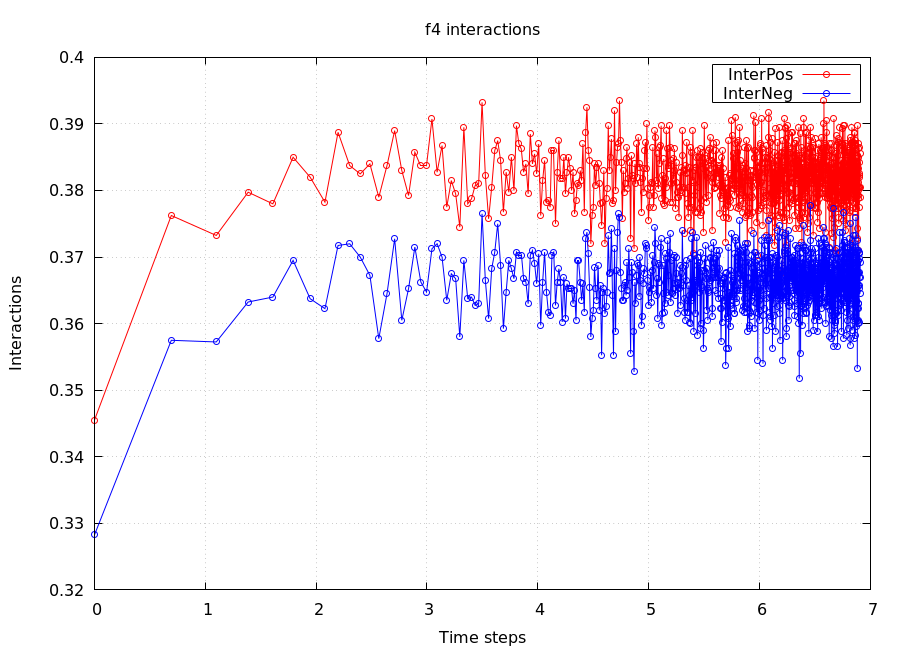 f4 interactions
InterPos
InterNeg
0.4
0.39
0.38
0.37
0.36
0.35
0.34
0.33
0.32
Interactions
0 1 2 3 4 5 6 7
Time steps